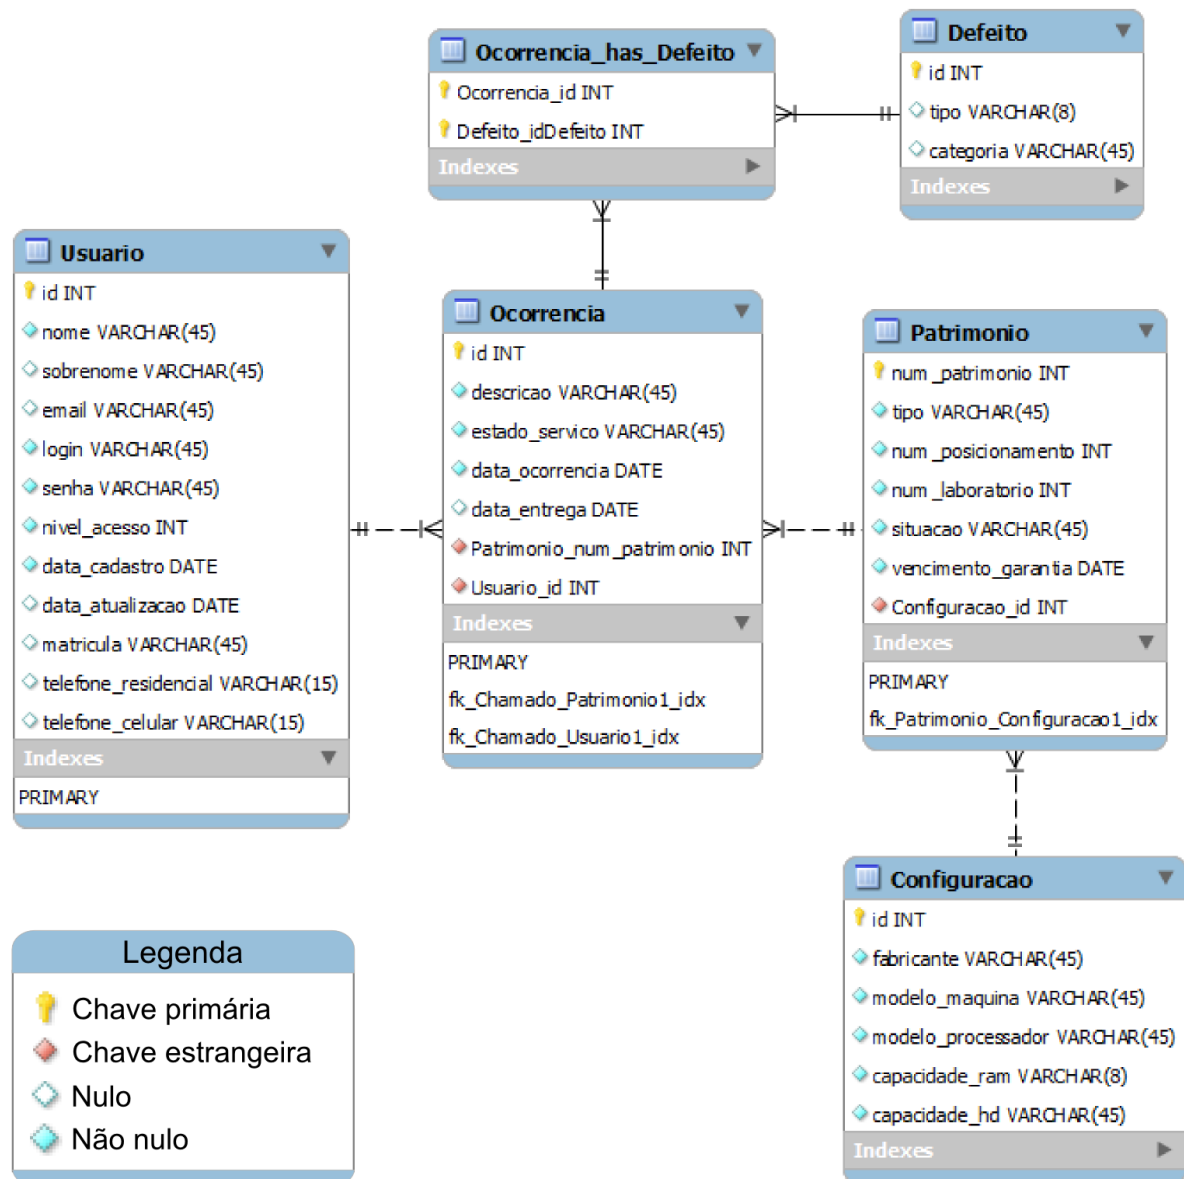 Ocorrencia_has_Defeito
Ocorrencia_id INT
Defeito_idDefeito INT
Indexes
Defeito
id INT
tipo VARCHAR(8)
categoria VARCHAR(45)
Indexes
Usuario
id INT
nome VARCHAR(45)
sobrenome VARCHAR(45)
email VARCHAR(45)
login VARCHAR(45)
senha VARCHAR(45)
nivel_acesso INT
data_cadastro DATE
data_atualizacao DATE
matricula VARCHAR(45)
telefone_residencial VARCHAR(15)
telefone_celular VARCHAR(15)
Indexes
PRIMARY
Ocorrencia
id INT
descricao VARCHAR(45)
estado_servico VARCHAR(45)
data_ocorrencia DATE
data_entrega DATE
Patrimonio_num_patrimonio INT
Usuario_id INT
Indexes
PRIMARY
fk_Chamado_Patrimonio1_idx
fk_Chamado_Usuario1_idx
Patrimonio
num_patrimonio INT
tipo VARCHAR(45)
num_posicionamento INT
num_laboratorio INT
situacao VARCHAR(45)
vencimento_garantia DATE
Configuracao_id INT
Indexes
PRIMARY
fk_Patrimonio_Configuracao1_idx
Configuracao
id INT
fabricante VARCHAR(45)
modelo_maquina VARCHAR(45)
modelo_processador VARCHAR(45)
capacidade_ram VARCHAR(8)
capacidade_hd VARCHAR(45)
Indexes
Legenda
Chave primária
Chave estrangeira
Nulo
Não nulo